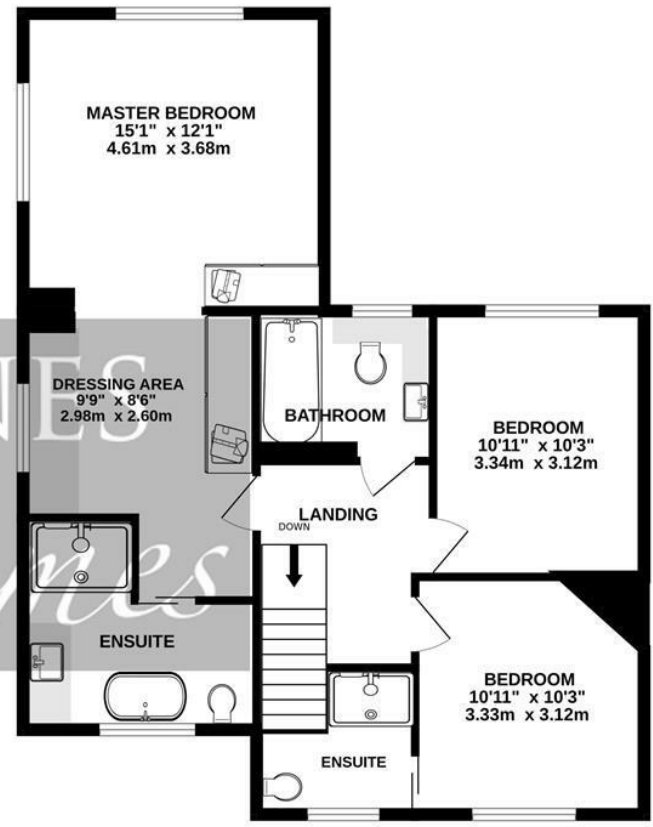 MASTER BEDROOM
15'1" x 12'1"
4.61m x 3.68m
DRESSING AREA
9'9" x 8'6"
2.98m x 2.60m
BATHROOM
BEDROOM
10'11" x 10'3"
3.34m x 3.12m
LANDING
DOWN
ENSUITE
BEDROOM
10'11" x 10'3"
3.33m x 3.12m
ENSUITE